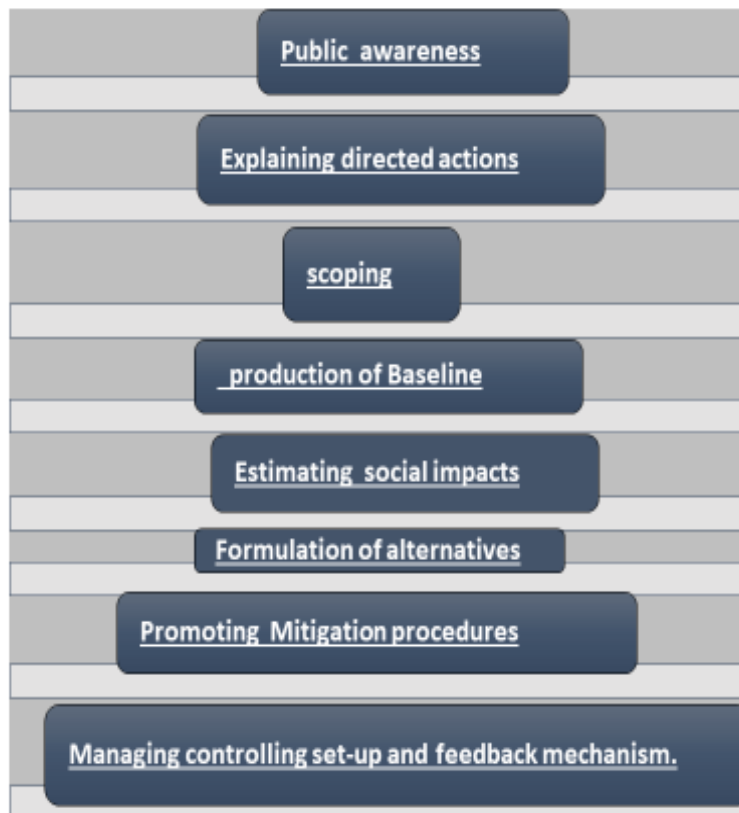 Public awareness
Explaining directed actions
scoping
production of Baseline
Estimating social impacts
Formulation of alternatives
Promoting Mitigation procedures
Managing controlling set-up and feedback mechanism.